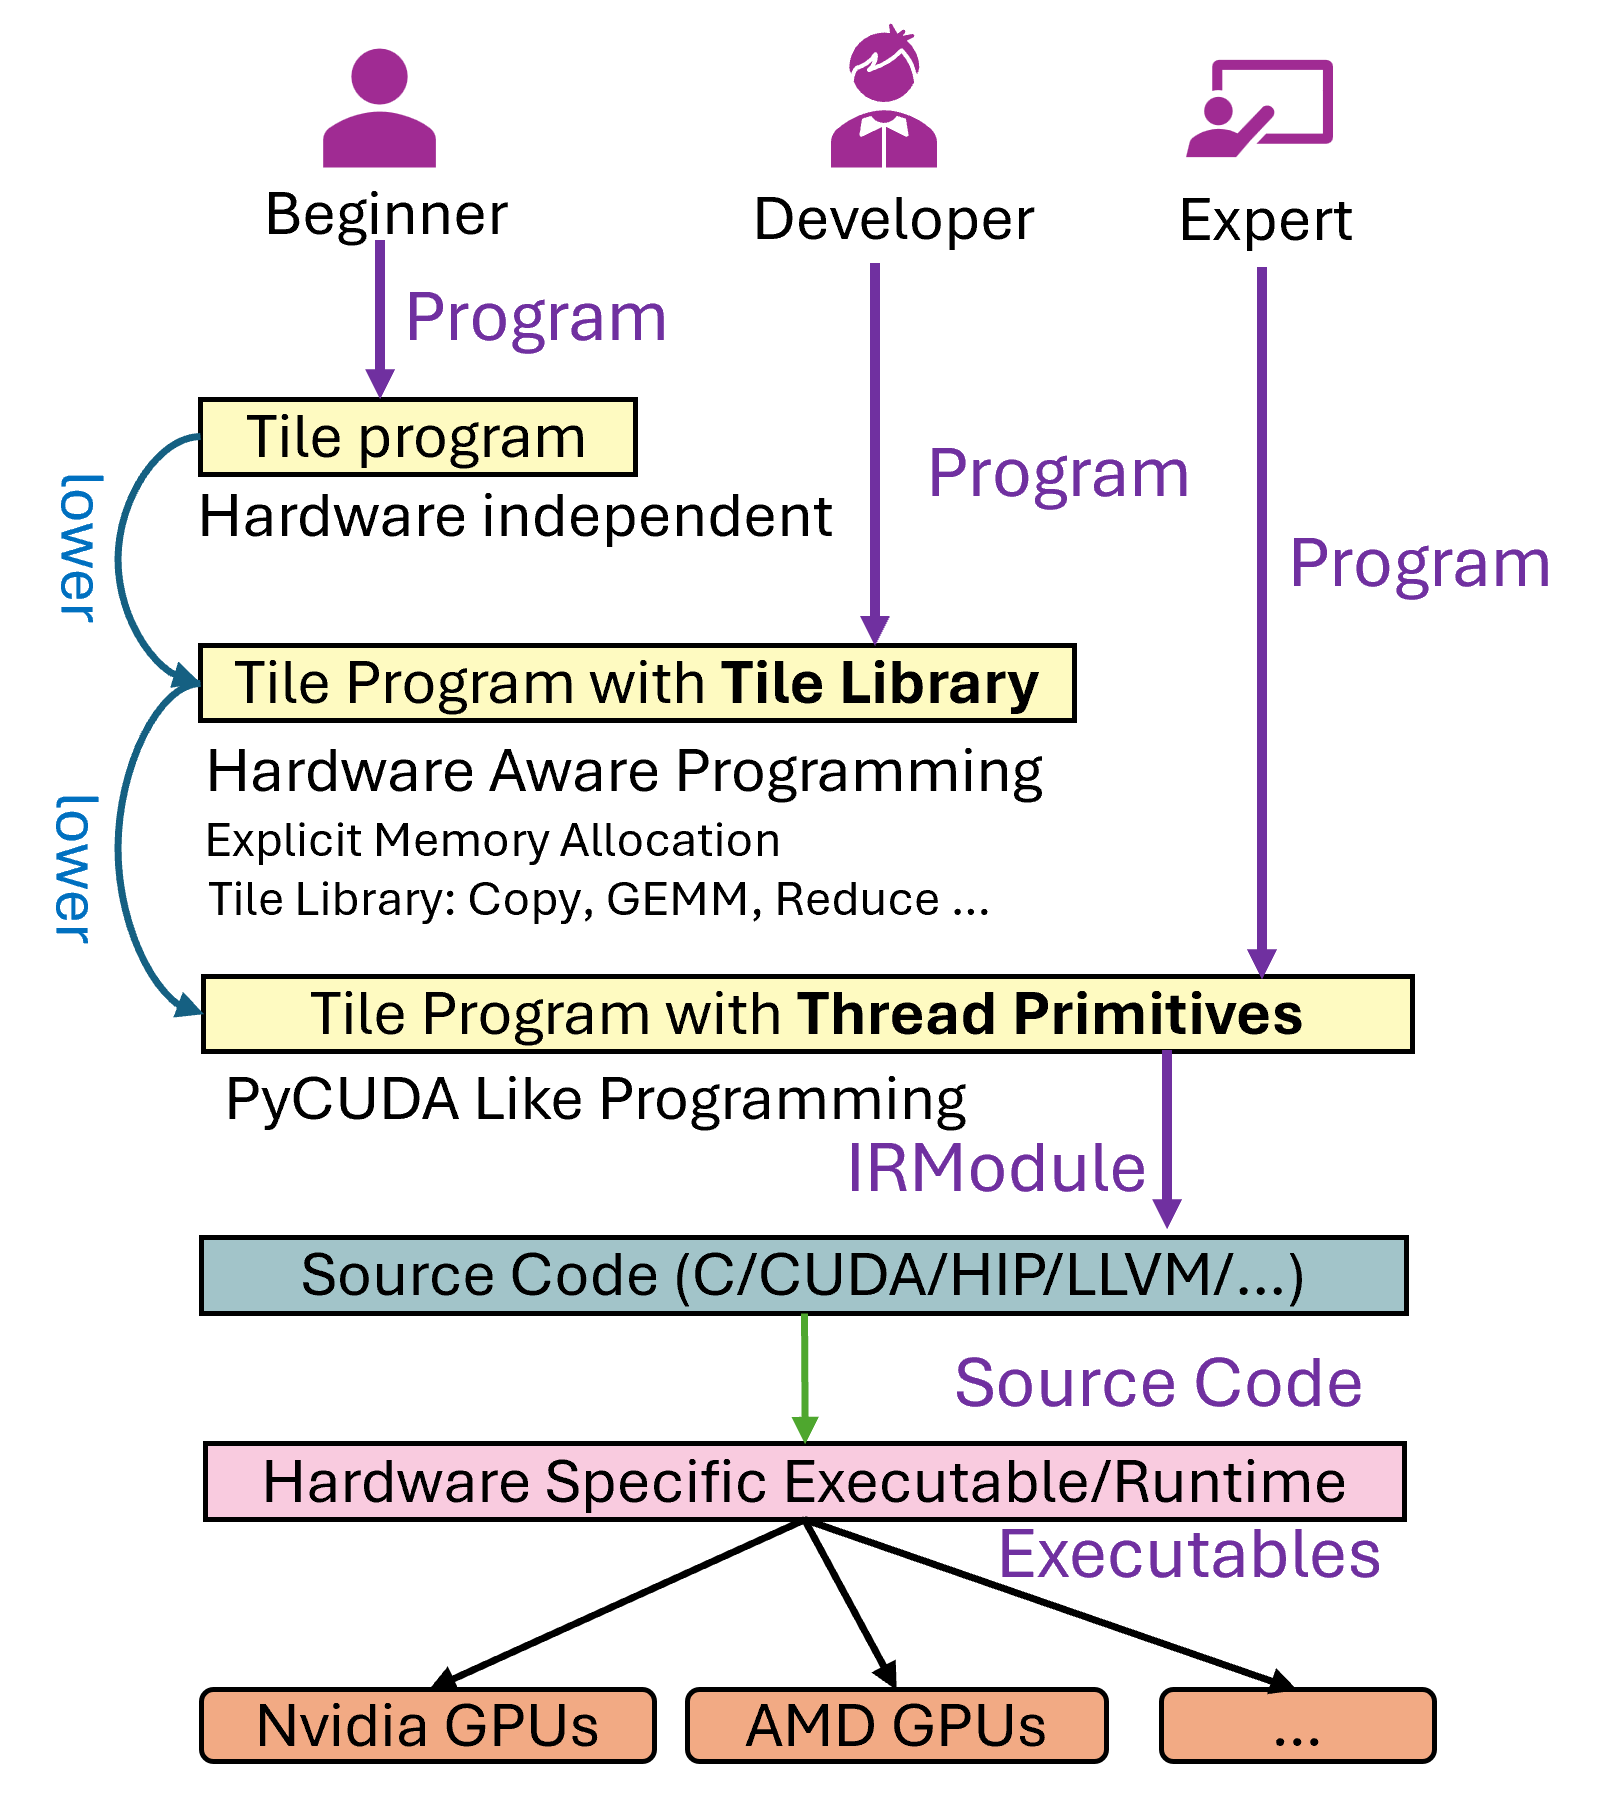 Beginner
Developer
Expert
Program
Tile program
Program
lower
Hardware independent
Program
Tile Program with Tile Library
Hardware Aware Programming
lower
Explicit Memory Allocation
Tile Library: Copy, GEMM, Reduce ...
Tile Program with Thread Primitives
PyCUDA Like Programming
IRModule
Source Code (C/CUDA/HIP/LLVM/...)
Source Code
Hardware Specific Executable/Runtime
Executables
Nvidia GPUs
AMD GPUs
...